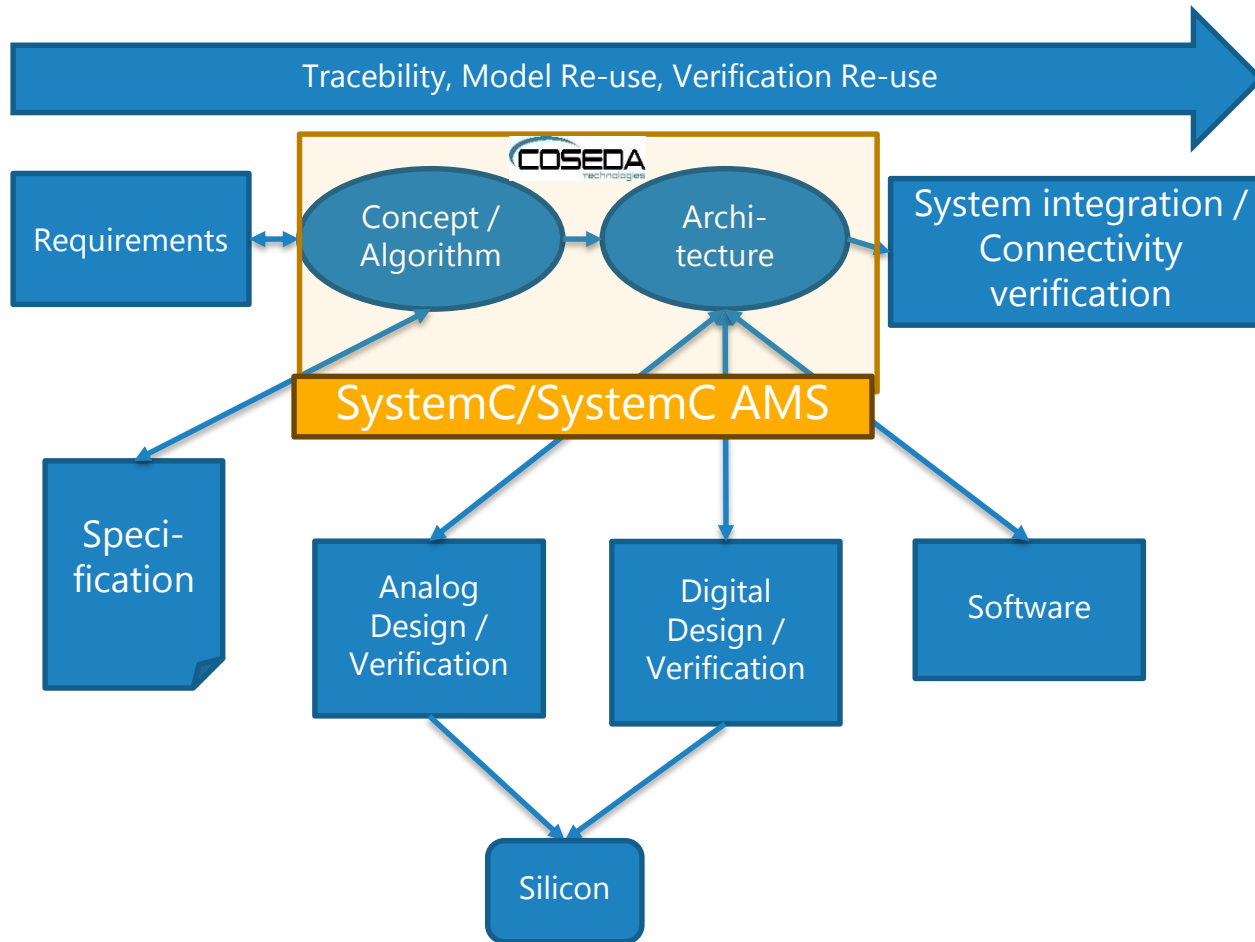 Tracebility, Model Re-use, Verification Re-use
COSEDA
Technologies
Requirements
Concept /
Algorithm
Archi-
tecture
System integration /
Connectivity
verification
SystemC/SystemC AMS
Speci-
fication
Analog
Design /
Verification
Digital
Design /
Verification
Software
Silicon